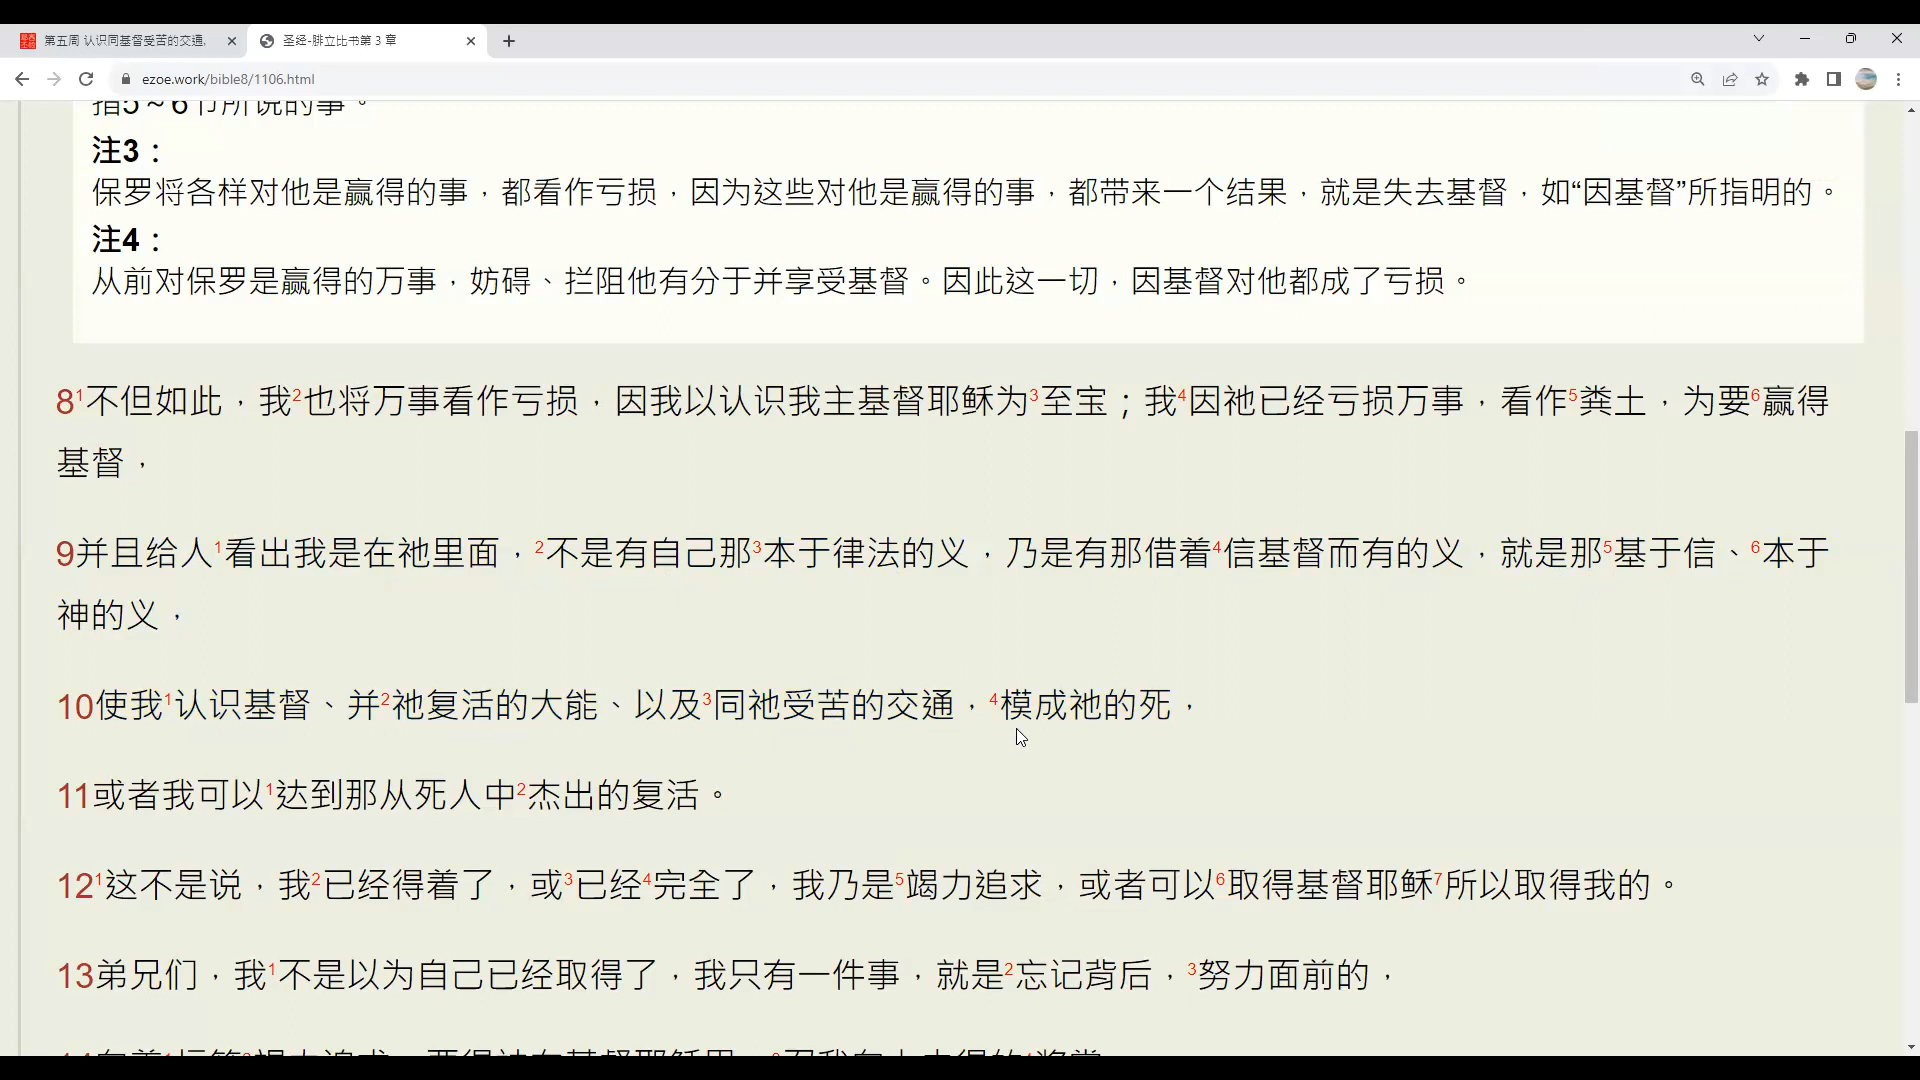 第五周 认识同基督受苦的交通,
圣经-腓立比书第 3 章
ezoe.work/bible8/1106.html
指5～6节所说的事。
注3：
保罗将各样对他是赢得的事，都看作亏损，因为这些对他是赢得的事，都带来一个结果，就是失去基督，如“因基督”所指明的。
注4：
从前对保罗是赢得的万事，妨碍、拦阻他有分于并享受基督。因此这一切，因基督对他都成了亏损。
8¹不但如此，我²也将万事看作亏损，因我以认识我主基督耶稣为³至宝；我⁴因祂已经亏损万事，看作⁵粪土，为要⁶赢得
基督，
9并且给人¹看出我是在祂里面，²不是有自己那³本于律法的义，乃是有那借着⁴信基督而有的义，就是那⁵基于信、⁶本于
神的义，
10使我¹认识基督、并²祂复活的大能、以及³同祂受苦的交通，⁴模成祂的死，
11或者我可以¹达到那从死人中²杰出的复活。
12¹这不是说，我²已经得着了，或³已经⁴完全了，我乃是⁵竭力追求，或者可以⁶取得基督耶稣⁷所以取得我的。
13弟兄们，我¹不是以为自己已经取得了，我只有一件事，就是²忘记背后，³努力面前的，